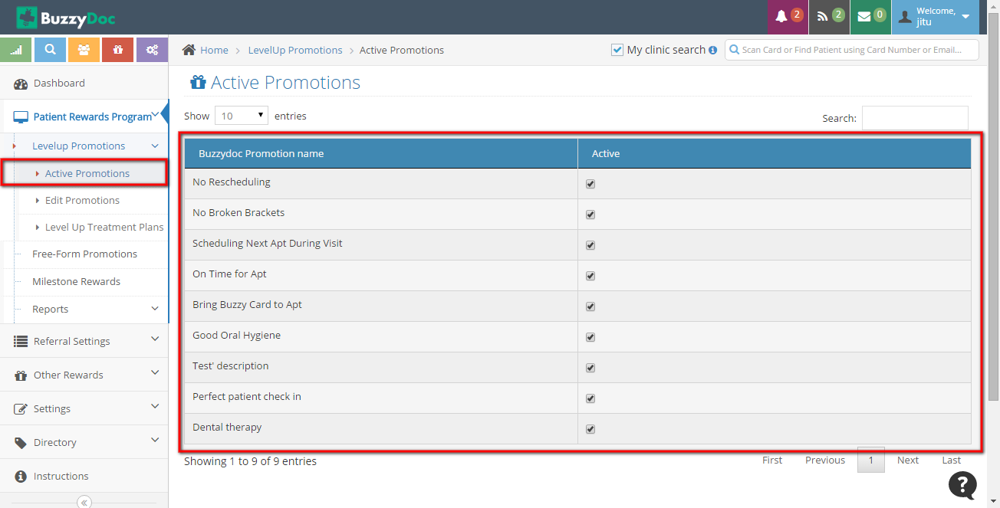 BuzzyDoc
2
2
0
Welcome,
jitu
Home
LevelUp Promotions
Active Promotions
My clinic search
Scan Card or Find Patient using Card Number or Email...
Dashboard
Patient Rewards Program
Levelup Promotions
Active Promotions
Edit Promotions
Level Up Treatment Plans
Free-Form Promotions
Milestone Rewards
Reports
Referral Settings
Other Rewards
Settings
Directory
Instructions
Active Promotions
Show 10 entries
Search:
Buzzydoc Promotion name Active
No Rescheduling
No Broken Brackets
Scheduling Next Apt During Visit
On Time for Apt
Bring Buzzy Card to Apt
Good Oral Hygiene
Test' description
Perfect patient check in
Dental therapy
Showing 1 to 9 of 9 entries
First Previous 1 Next Last
?